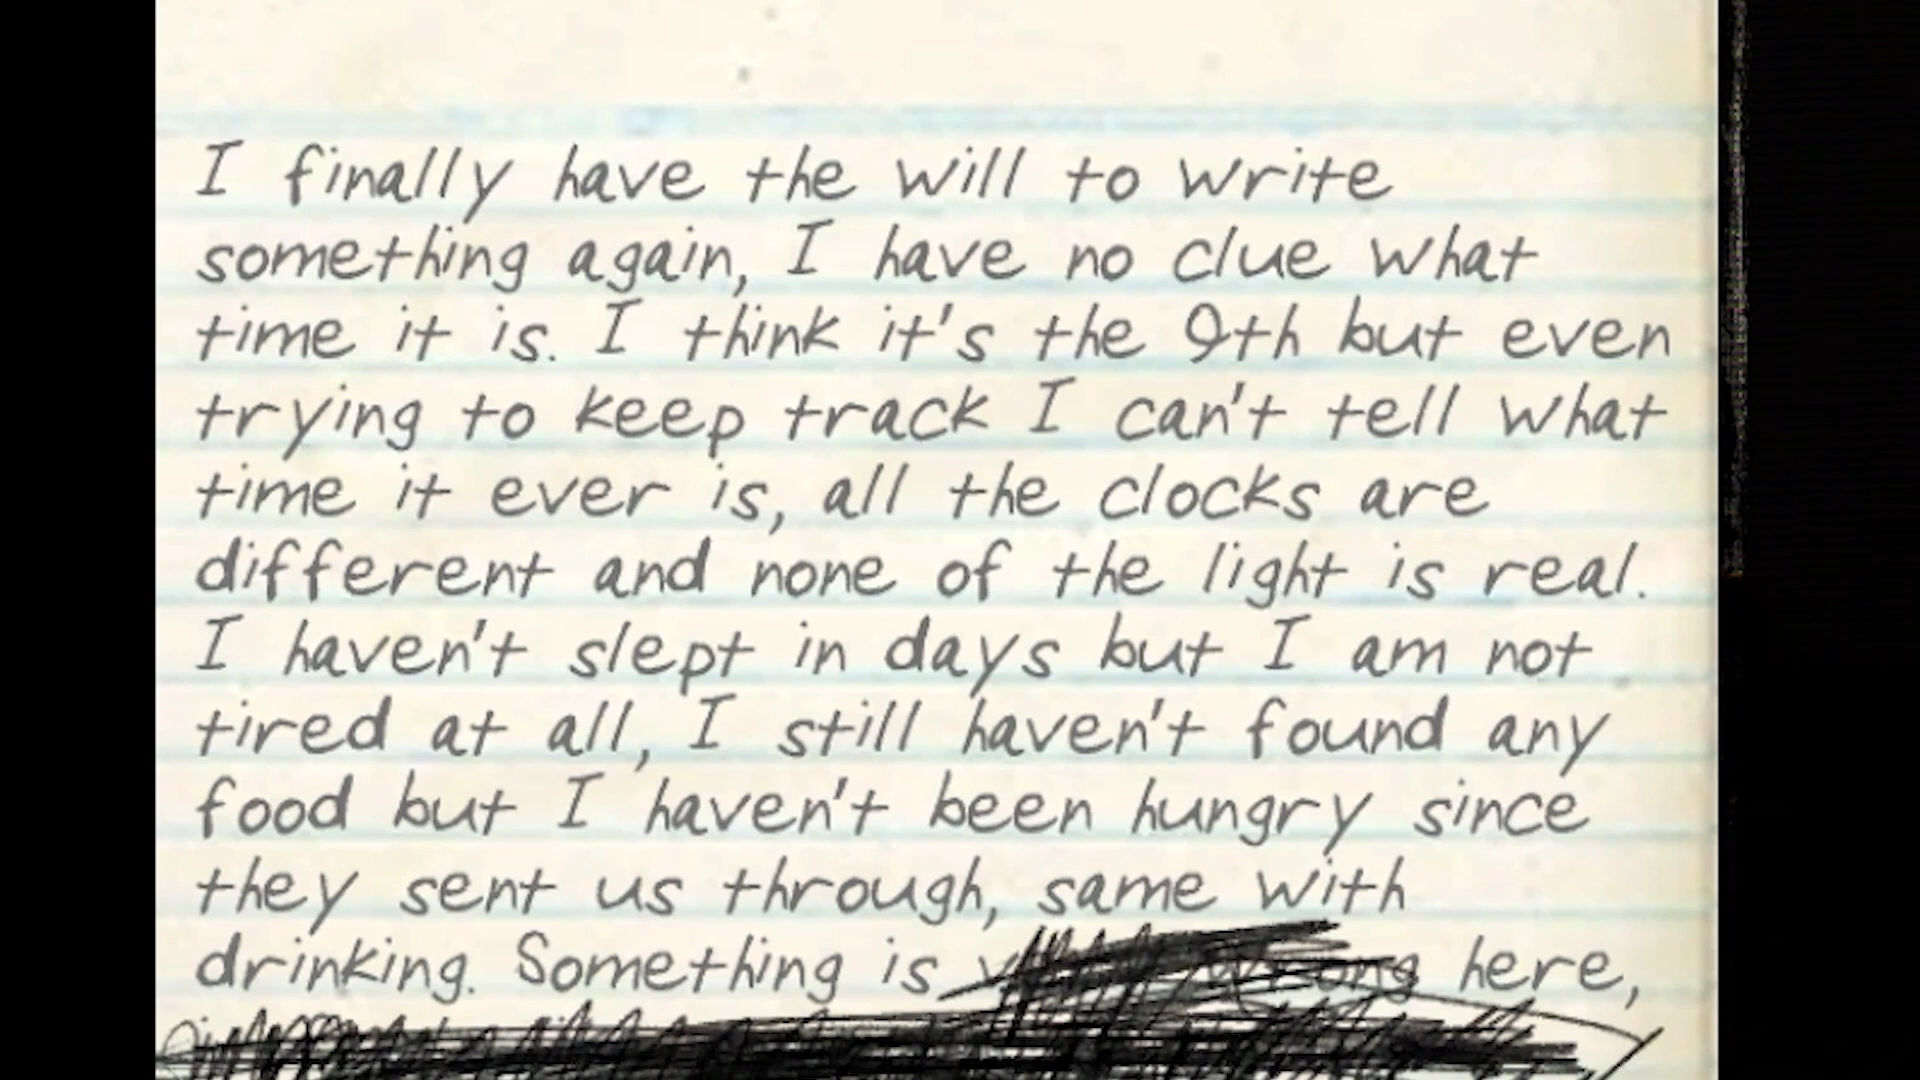 I finally have the will to write
something again, I have no clue what
time it is. I think it's the 9th but even
trying to keep track I can't tell what
time it ever is, all the clocks are
different and none of the light is real.
I haven't slept in days but I am not
tired at all, I still haven't found any
food but I haven't been hungry since
they sent us through, same with
drinking. Something is wrong here,